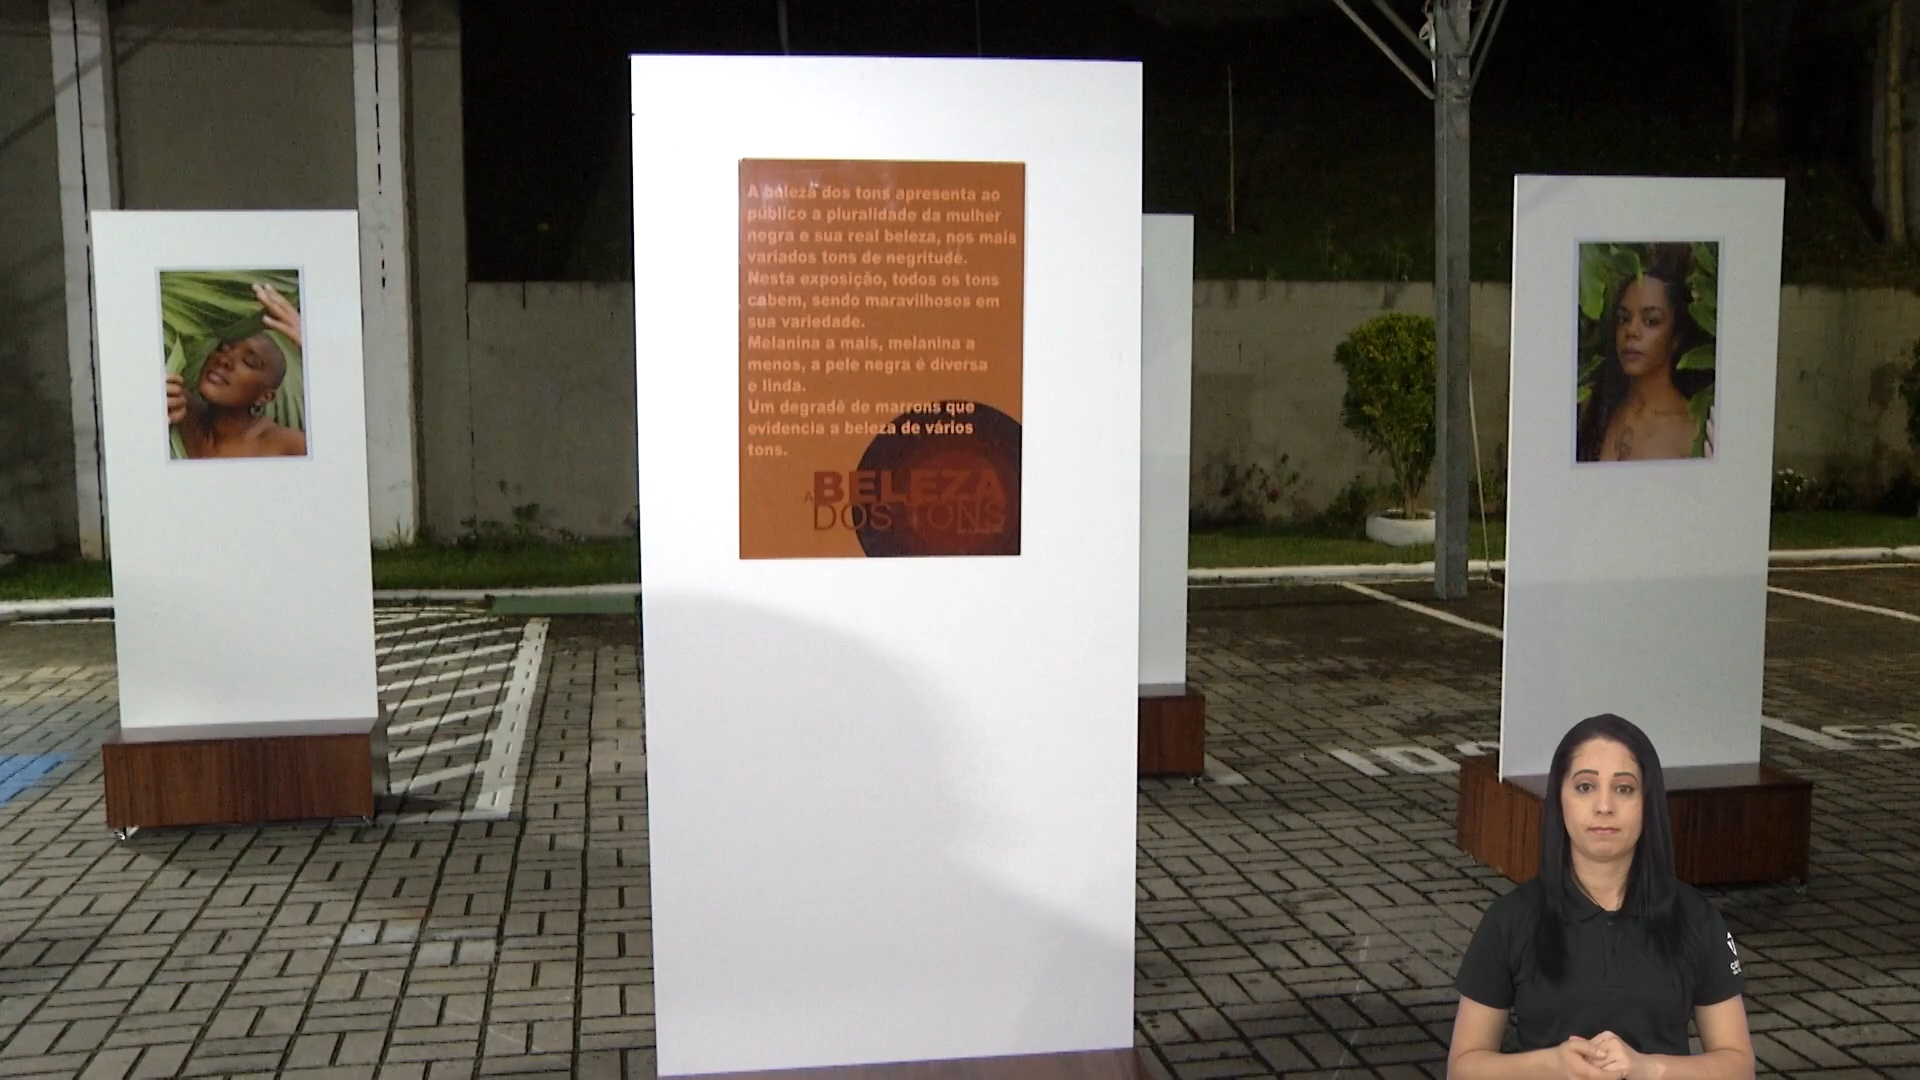 A beleza dos tons apresenta ao
público a pluralidade da mulher
negra e sua real beleza, nos mais
variados tons de negritude.
Nesta exposição, todos os tons
cabem, sendo maravilhosos em
sua variedade.
Melanina a mais, melanina a
menos, a pele negra é diversa
e linda.
Um degradê de marrons que
evidencia a beleza de vários
tons.
A BELEZA
DOS TONS